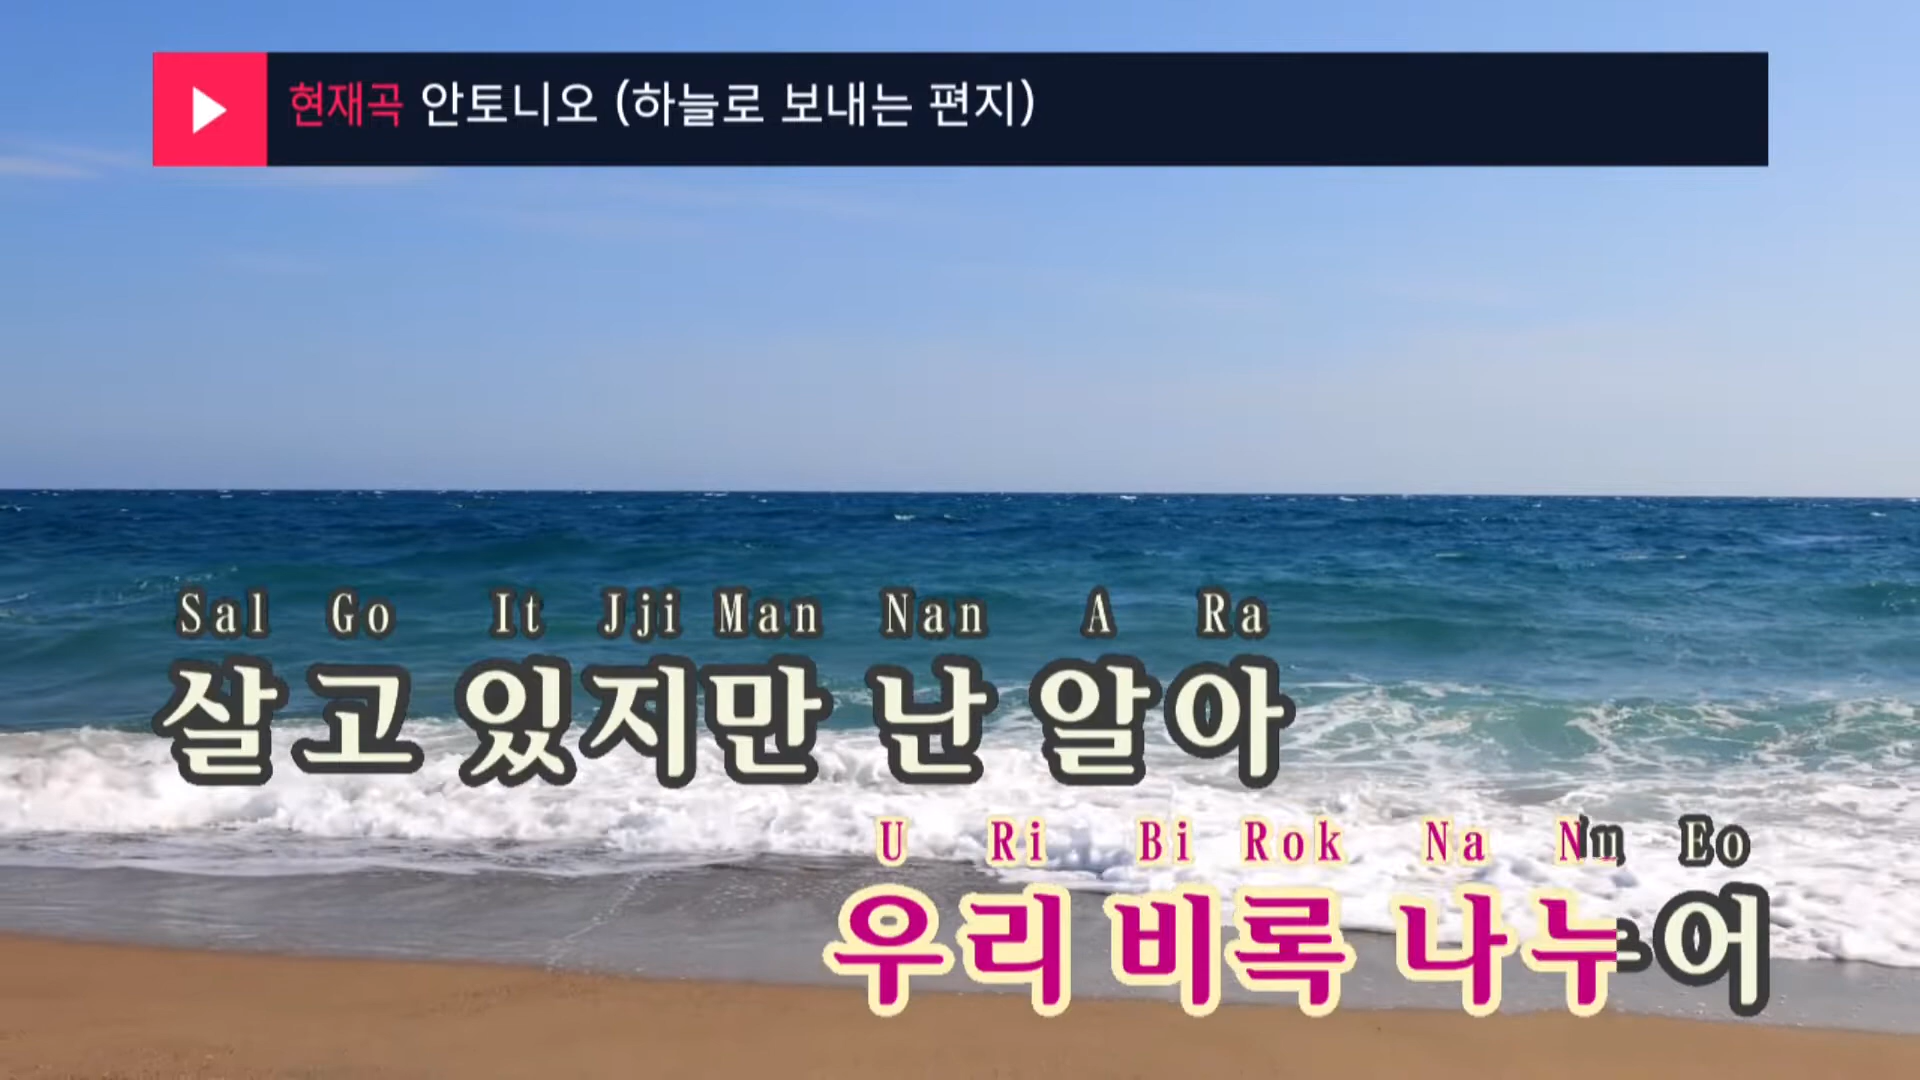 현재곡 안토니오 (하늘로 보내는 편지)
Sal Go It Jji Man Nan A Ra
살고 있지만 난 알아
U Ri Bi Rok Na Nu Eo
우리 비록 나누어